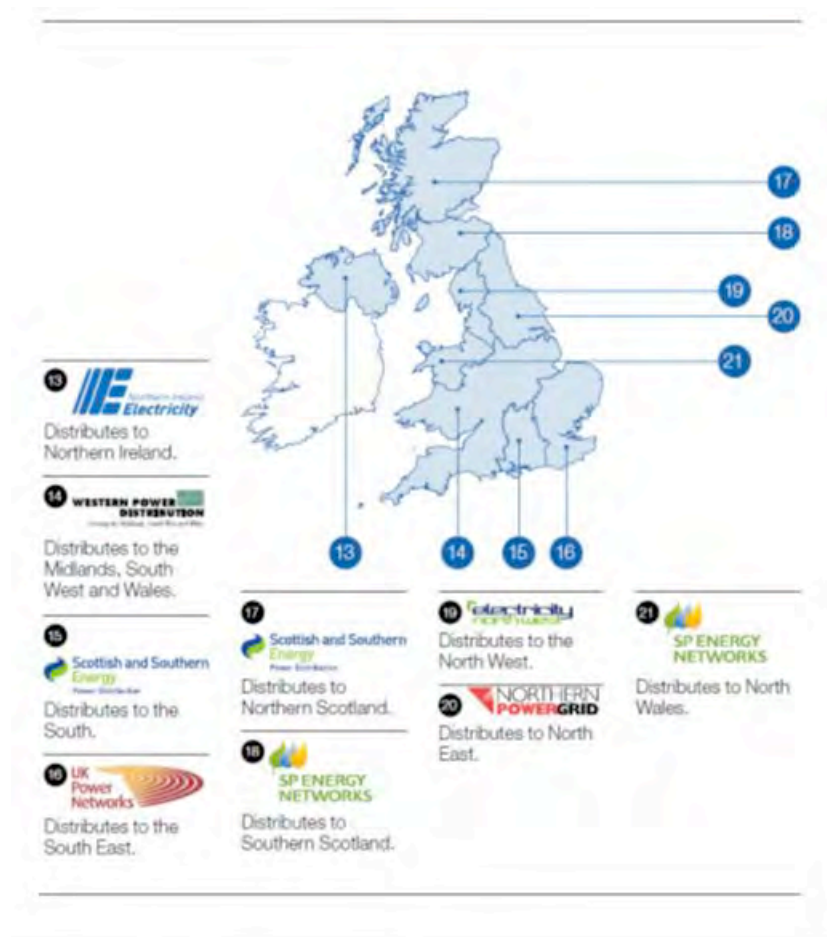 17
18
19
20
21
13
14
15
16
13
Northern Ireland
Electricity
Distributes to
Northern Ireland.
14
WESTERN POWER
DISTRIBUTION
Distributes to the
Midlands, South
West and Wales.
15
Scottish and Southern
Energy
Power Distribution
Distributes to the
South.
16
UK
Power
Networks
Distributes to the
South East.
17
Scottish and Southern
Energy
Power Distribution
Distributes to
Northern Scotland.
18
SP ENERGY
NETWORKS
Distributes to
Southern Scotland.
19
electricity
northwest
Distributes to the
North West.
20
NORTHERN
POWERGRID
Distributes to North
East.
21
SP ENERGY
NETWORKS
Distributes to North
Wales.